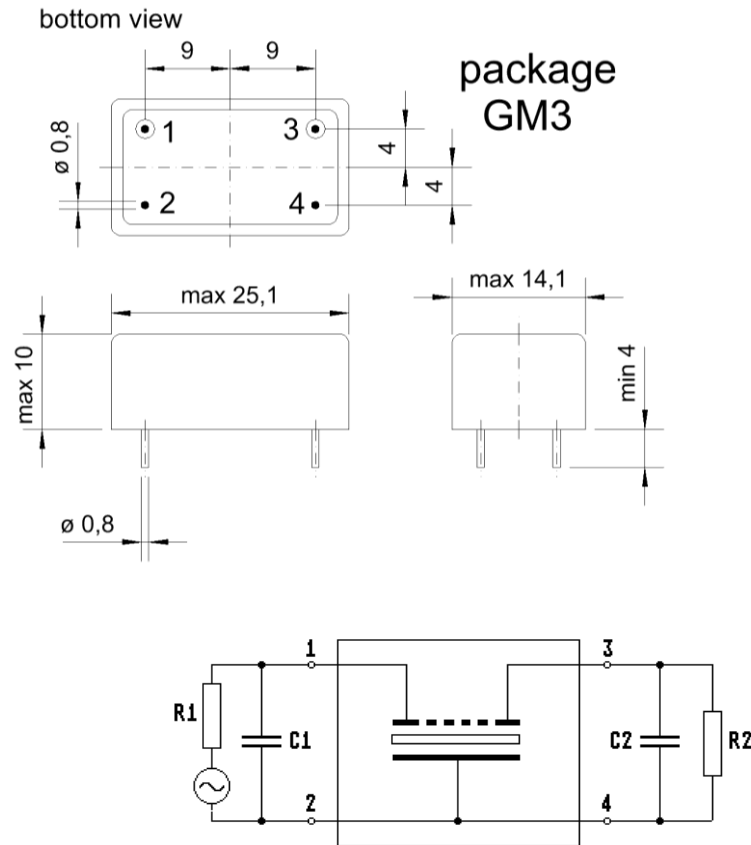 bottom view
9 9
package
GM3
ø 0,8
1 3
4
2 4
4
max 25,1
max 14,1
max 10
min 4
ø 0,8
1 3
R1 C1 C2 R2
2 4